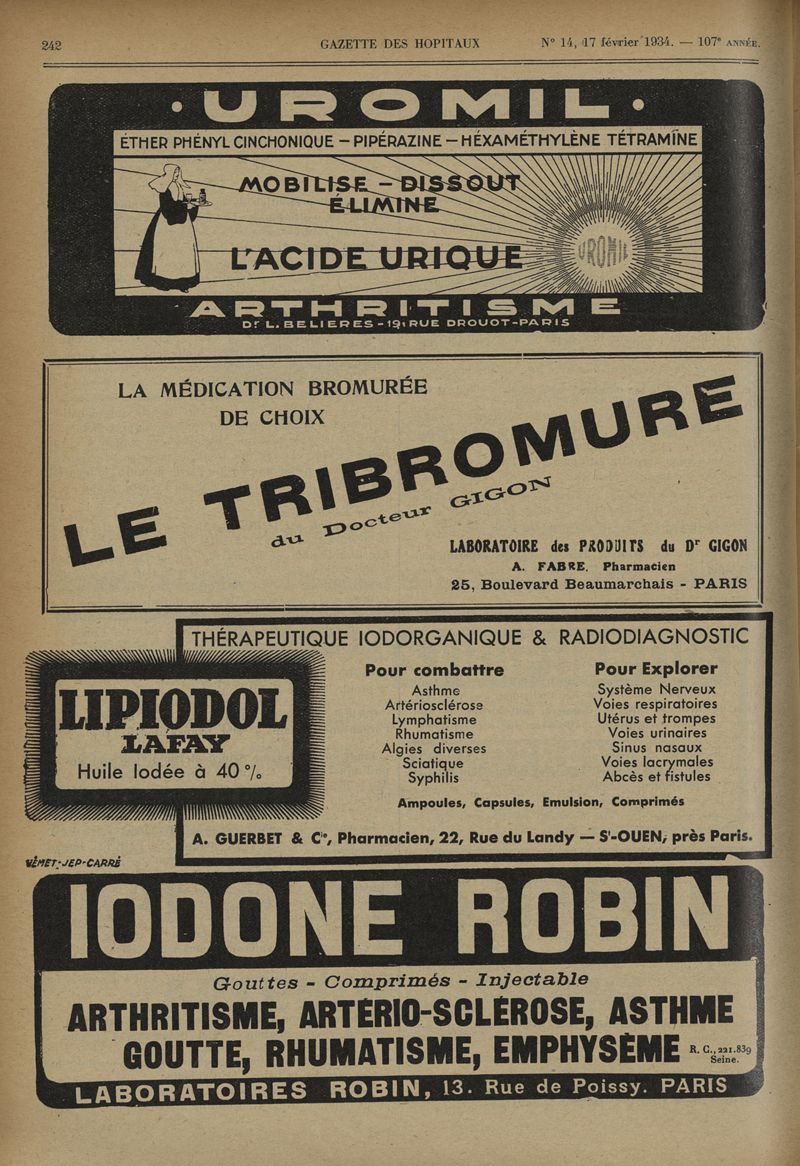 242
GAZETTE DES HOPITAUX
N° 14, 17 février 1934. — 107e ANNÉE.
· UROMIL ·
ÉTHER PHÉNYL CINCHONIQUE – PIPÉRAZINE – HÉXAMÉTHYLÈNE TÉTRAMÎNE
MOBILISE – DISSOUT
ÉLIMINE
L'ACIDE URIQUE
UROMIL
ARTHRITISME
Dr L. BELIERES - 19, RUE DROUOT - PARIS
LA MÉDICATION BROMURÉE
DE CHOIX
LE TRIBROMURE
du Docteur GIGON
LABORATOIRE des PRODUITS du Dr GIGON
A. FABRE, Pharmacien
25, Boulevard Beaumarchais - PARIS
THÉRAPEUTIQUE IODORGANIQUE & RADIODIAGNOSTIC
LIPIODOL
LAFAY
Huile Iodée à 40 %
Pour combattre
Asthme
Artériosclérose
Lymphatisme
Rhumatisme
Algies diverses
Sciatique
Syphilis
Pour Explorer
Système Nerveux
Voies respiratoires
Utérus et trompes
Voies urinaires
Sinus nasaux
Voies lacrymales
Abcès et fistules
Ampoules, Capsules, Emulsion, Comprimés
A. GUERBET & Cie, Pharmacien, 22, Rue du Landy — St-OUEN, près Paris.
VÉMET-JEP-CARRÉ
IODONE ROBIN
Gouttes - Comprimés - Injectable
ARTHRITISME, ARTÉRIO-SCLÉROSE, ASTHME
GOUTTE, RHUMATISME, EMPHYSÈME
R. C., 221.839
Seine.
LABORATOIRES ROBIN, 13. Rue de Poissy. PARIS